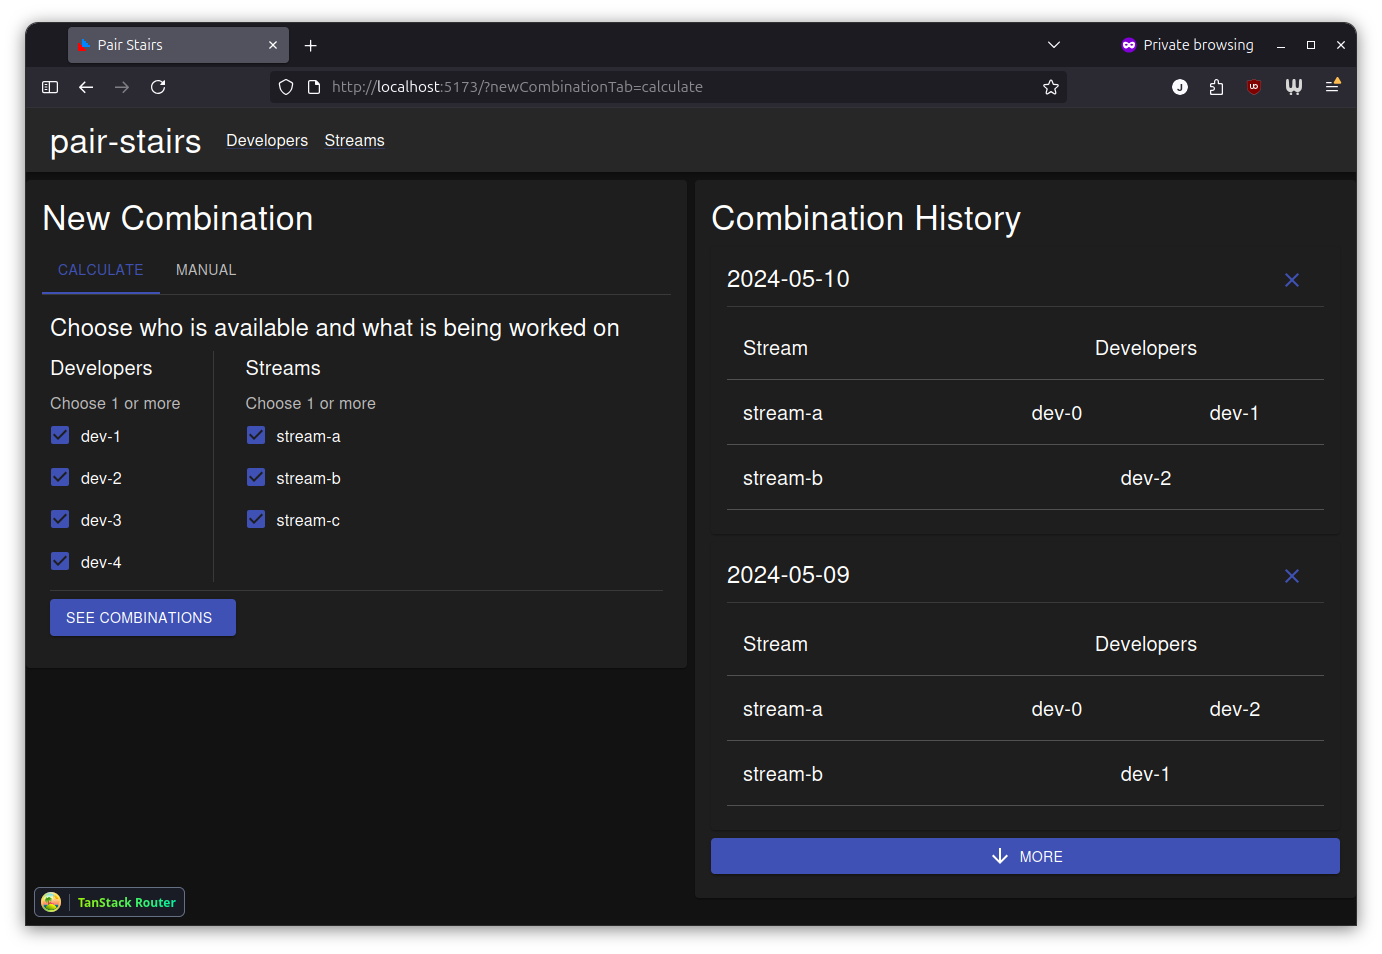 Pair Stairs
Private browsing
http://localhost:5173/?newCombinationTab=calculate
J
UD
pair-stairs
Developers
Streams
New Combination
CALCULATE
MANUAL
Choose who is available and what is being worked on
Developers
Streams
Choose 1 or more
Choose 1 or more
dev-1
stream-a
dev-2
stream-b
dev-3
stream-c
dev-4
SEE COMBINATIONS
Combination History
2024-05-10
Stream
Developers
stream-a
dev-0
dev-1
stream-b
dev-2
2024-05-09
Stream
Developers
stream-a
dev-0
dev-2
stream-b
dev-1
MORE
TanStack Router